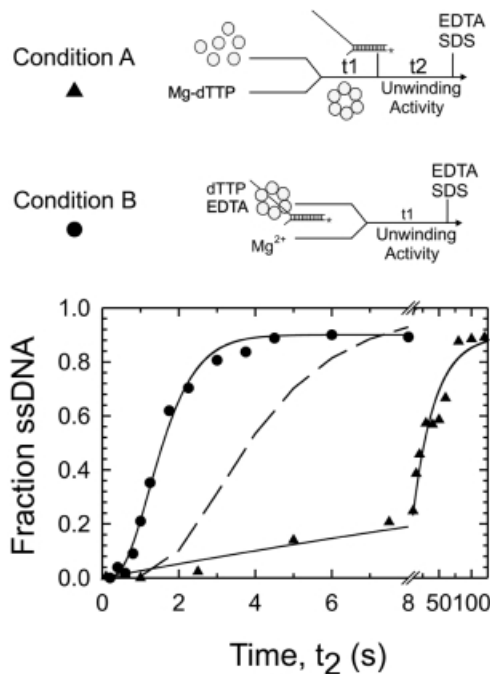 EDTA
SDS
Condition A
t1
t2
Mg-dTTP
Unwinding
Activity
*
EDTA
SDS
Condition B
dTTP
EDTA
*
t1
Mg2+
Unwinding
Activity
1.0
0.8
0.6
0.4
0.2
0.0
Fraction ssDNA
0 2 4 6 8 50 100
Time, t2 (s)